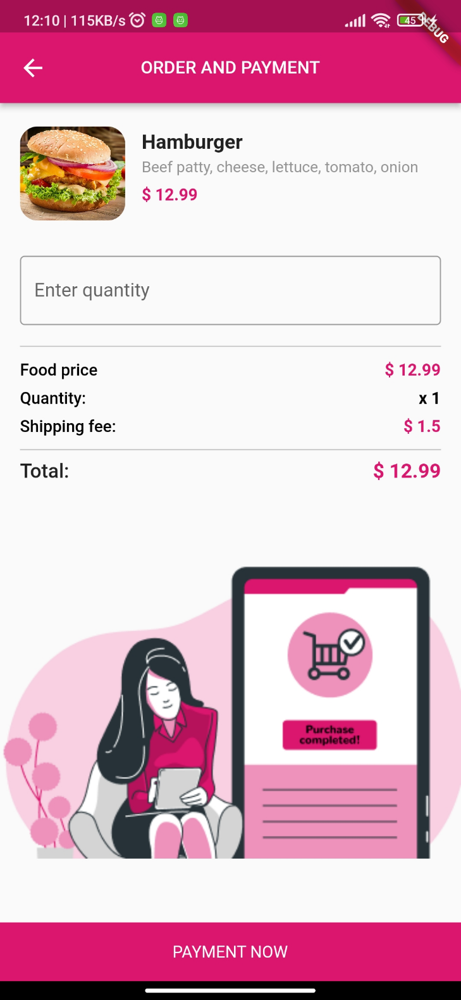 12:10 | 115KB/s
45
DEBUG
ORDER AND PAYMENT
Hamburger
Beef patty, cheese, lettuce, tomato, onion
$ 12.99
Enter quantity
Food price $ 12.99
Quantity: x 1
Shipping fee: $ 1.5
Total: $ 12.99
Purchase
completed!
PAYMENT NOW